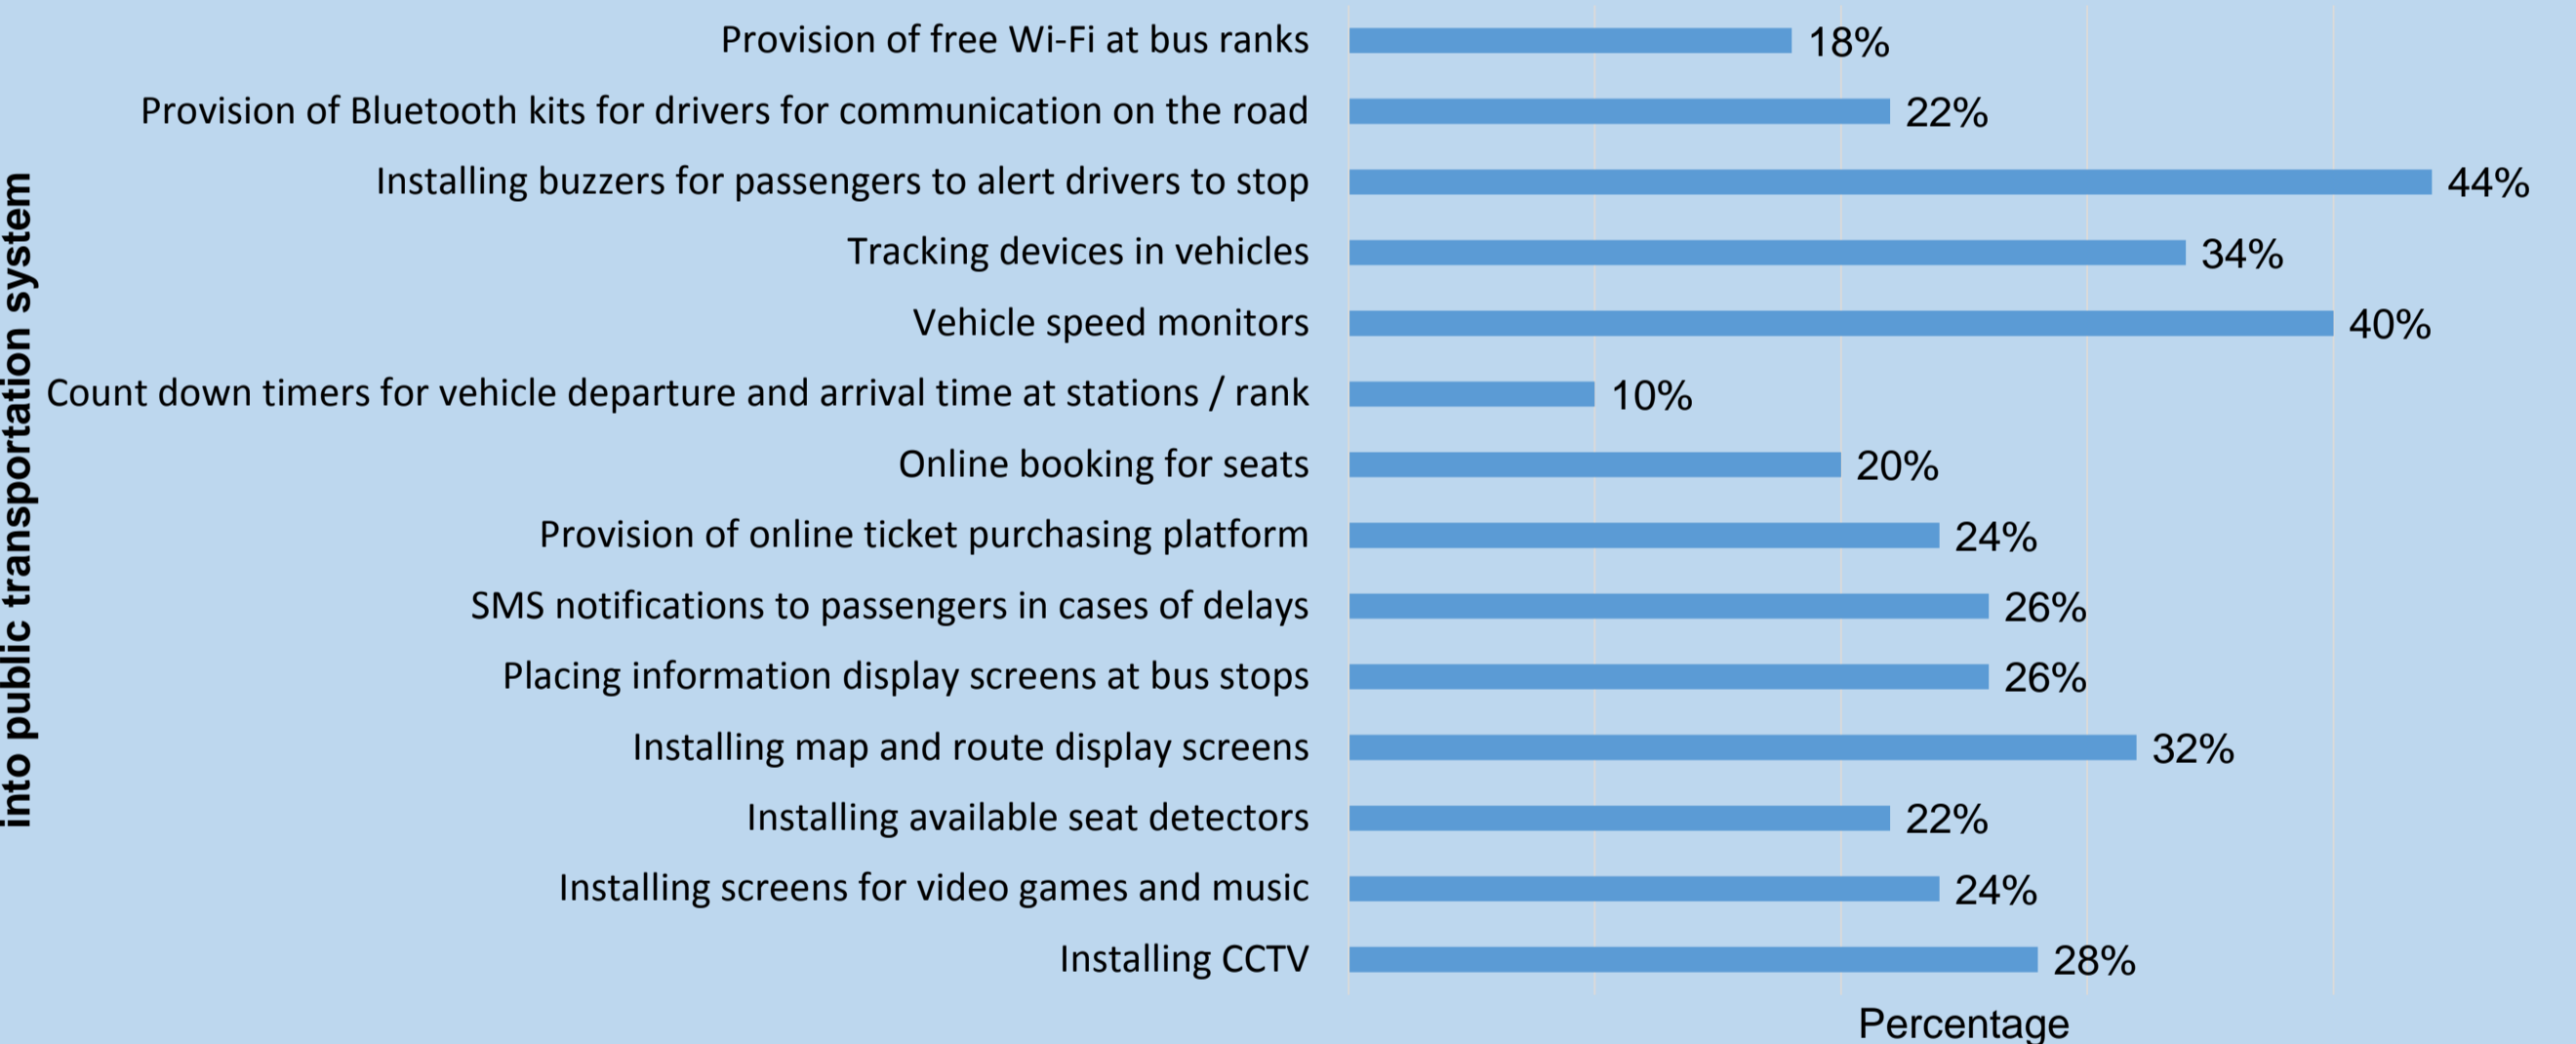 into public transportation system
Provision of free Wi-Fi at bus ranks 18%
Provision of Bluetooth kits for drivers for communication on the road 22%
Installing buzzers for passengers to alert drivers to stop 44%
Tracking devices in vehicles 34%
Vehicle speed monitors 40%
Count down timers for vehicle departure and arrival time at stations / rank 10%
Online booking for seats 20%
Provision of online ticket purchasing platform 24%
SMS notifications to passengers in cases of delays 26%
Placing information display screens at bus stops 26%
Installing map and route display screens 32%
Installing available seat detectors 22%
Installing screens for video games and music 24%
Installing CCTV 28%
Percentage